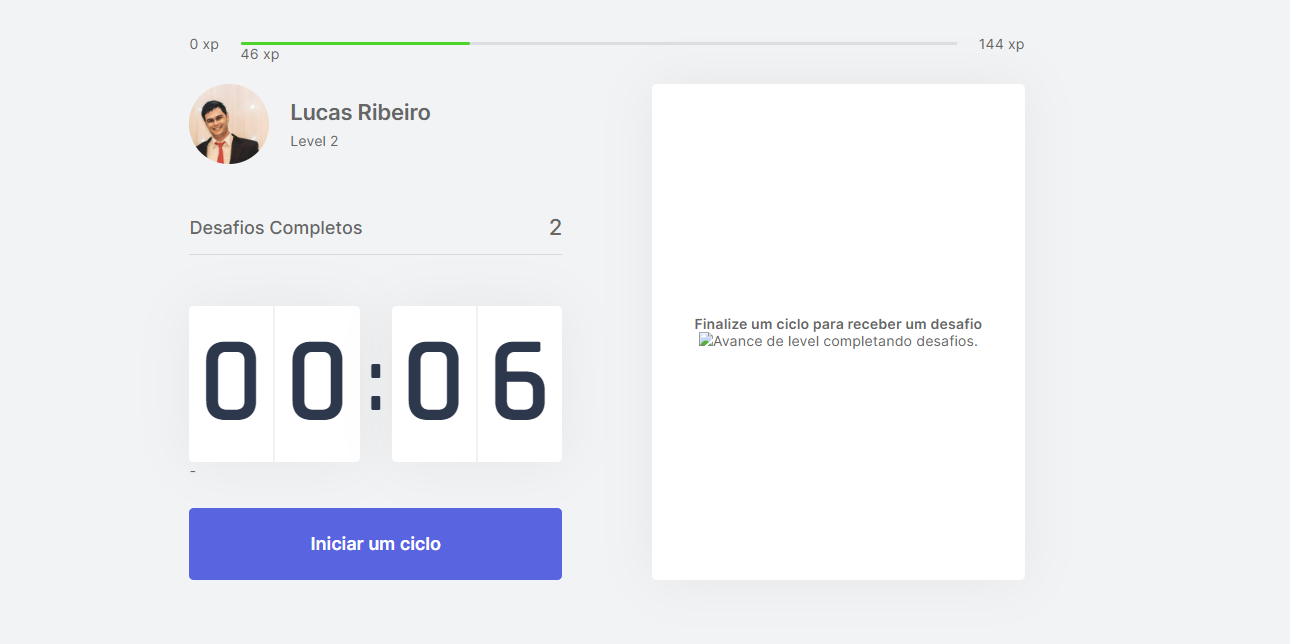 0 xp
46 xp
144 xp
Lucas Ribeiro
Level 2
Desafios Completos
2
00:06
-
Iniciar um ciclo
Finalize um ciclo para receber um desafio
Avance de level completando desafios.